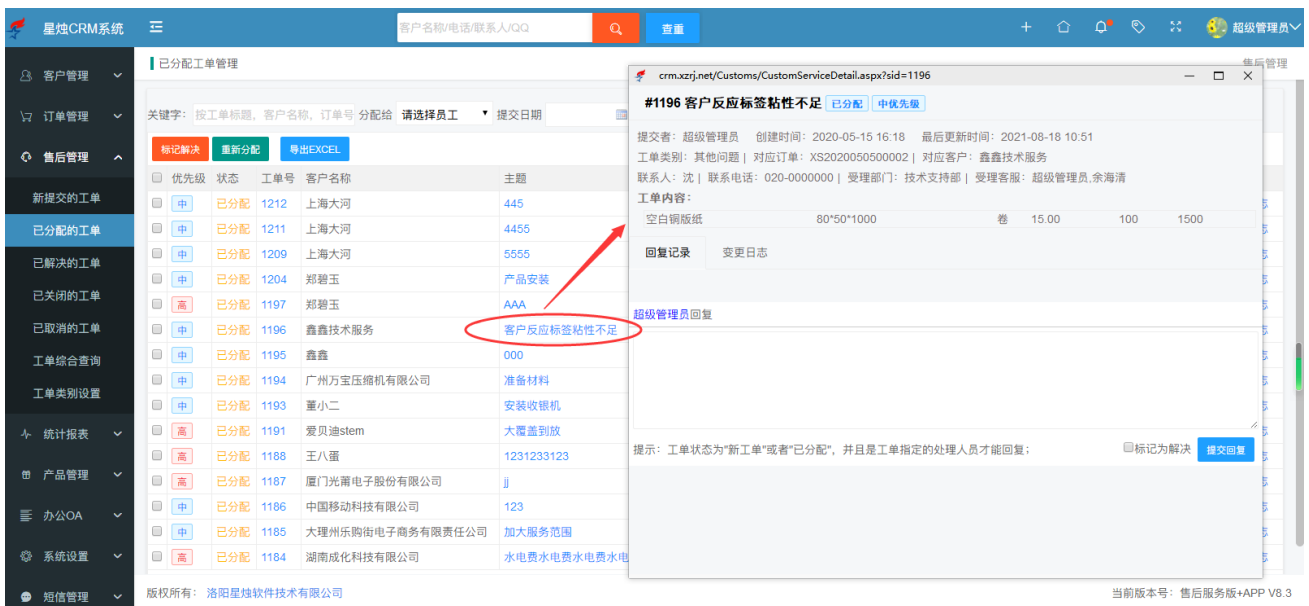 星烛CRM系统
客户名称/电话/联系人/QQ
查重
超级管理员
客户管理
订单管理
售后管理
新提交的工单
已分配的工单
已解决的工单
已关闭的工单
已取消的工单
工单综合查询
工单类别设置
统计报表
产品管理
办公OA
系统设置
短信管理
已分配工单管理
售后管理
关键字： 按工单标题，客户名称，订单号 分配给 请选择员工 提交日期
标记解决 重新分配 导出EXCEL
优先级 状态 工单号 客户名称 主题
中 已分配 1212 上海大河 445
中 已分配 1211 上海大河 4455
中 已分配 1209 上海大河 5555
中 已分配 1204 郑碧玉 产品安装
高 已分配 1197 郑碧玉 AAA
中 已分配 1196 鑫鑫技术服务 客户反应标签粘性不足
中 已分配 1195 鑫鑫 000
中 已分配 1194 广州万宝压缩机有限公司 准备材料
中 已分配 1193 董小二 安装收银机
高 已分配 1191 爱贝迪stem 大覆盖到放
高 已分配 1188 王八蛋 1231233123
高 已分配 1187 厦门光莆电子股份有限公司 jj
中 已分配 1186 中国移动科技有限公司 123
中 已分配 1185 大理州乐购街电子商务有限责任公司 加大服务范围
高 已分配 1184 湖南成化科技有限公司 水电费水电费水电费水电
crm.xzrj.net/Customs/CustomServiceDetail.aspx?sid=1196
#1196 客户反应标签粘性不足 已分配 中优先级
提交者：超级管理员 创建时间：2020-05-15 16:18 最后更新时间：2021-08-18 10:51
工单类别：其他问题 | 对应订单：XS2020050500002 | 对应客户：鑫鑫技术服务
联系人：沈 | 联系电话：020-0000000 | 受理部门：技术支持部 | 受理客服：超级管理员,余海清
工单内容：
空白铜版纸 80*50*1000 卷 15.00 100 1500
回复记录 变更日志
超级管理员回复
提示：工单状态为"新工单"或者"已分配"，并且是工单指定的处理人员才能回复；
标记为解决 提交回复
版权所有： 洛阳星烛软件技术有限公司
当前版本号：售后服务版+APP V8.3